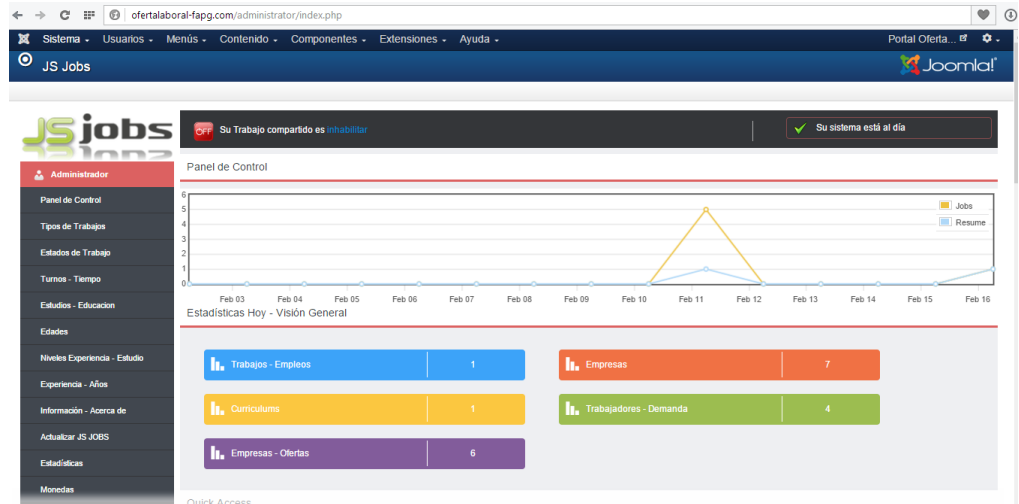 ofertalaboral-fapg.com/administrator/index.php
Sistema Usuarios Menús Contenido Componentes Extensiones Ayuda Portal Oferta...
JS Jobs Joomla!
JS jobs
OFF Su Trabajo compartido es inhabilitar
Su sistema está al día
Administrador
Panel de Control
Tipos de Trabajos
Estados de Trabajo
Turnos - Tiempo
Estudios - Educacion
Edades
Niveles Experiencia - Estudio
Experiencia - Años
Información - Acerca de
Actualizar JS JOBS
Estadísticas
Monedas
Panel de Control
6
5
4
3
2
1
0
Jobs
Resume
Feb 03 Feb 04 Feb 05 Feb 06 Feb 07 Feb 08 Feb 09 Feb 10 Feb 11 Feb 12 Feb 13 Feb 14 Feb 15 Feb 16
Estadísticas Hoy - Visión General
Trabajos - Empleos 1
Empresas 7
Curriculums 1
Trabajadores - Demanda 4
Empresas - Ofertas 6
Quick Access